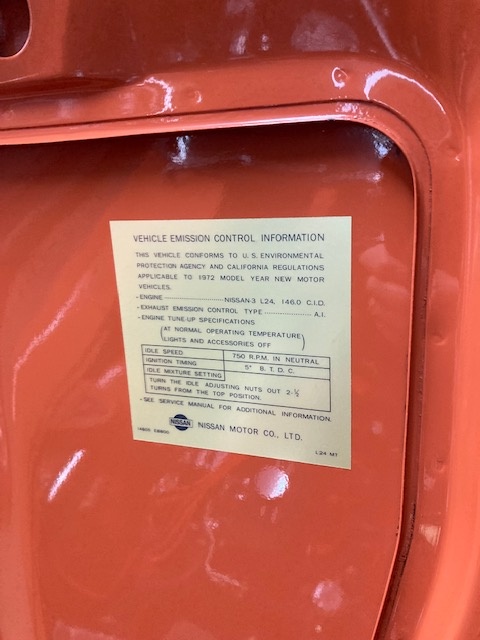 VEHICLE EMISSION CONTROL INFORMATION
THIS VEHICLE CONFORMS TO U.S. ENVIRONMENTAL
PROTECTION AGENCY AND CALIFORNIA REGULATIONS
APPLICABLE TO 1972 MODEL YEAR NEW MOTOR
VEHICLES.
- ENGINE ........................ NISSAN-3 L24, 146.0 C.I.D.
- EXHAUST EMISSION CONTROL TYPE ............... A.I.
- ENGINE TUNE-UP SPECIFICATIONS
(AT NORMAL OPERATING TEMPERATURE
LIGHTS AND ACCESSORIES OFF)
IDLE SPEED 750 R.P.M. IN NEUTRAL
IGNITION TIMING 5° B.T.D.C.
IDLE MIXTURE SETTING
TURN THE IDLE ADJUSTING NUTS OUT 2-½
TURNS FROM THE TOP POSITION.
- SEE SERVICE MANUAL FOR ADDITIONAL INFORMATION.
NISSAN NISSAN MOTOR CO., LTD.
L24 MT